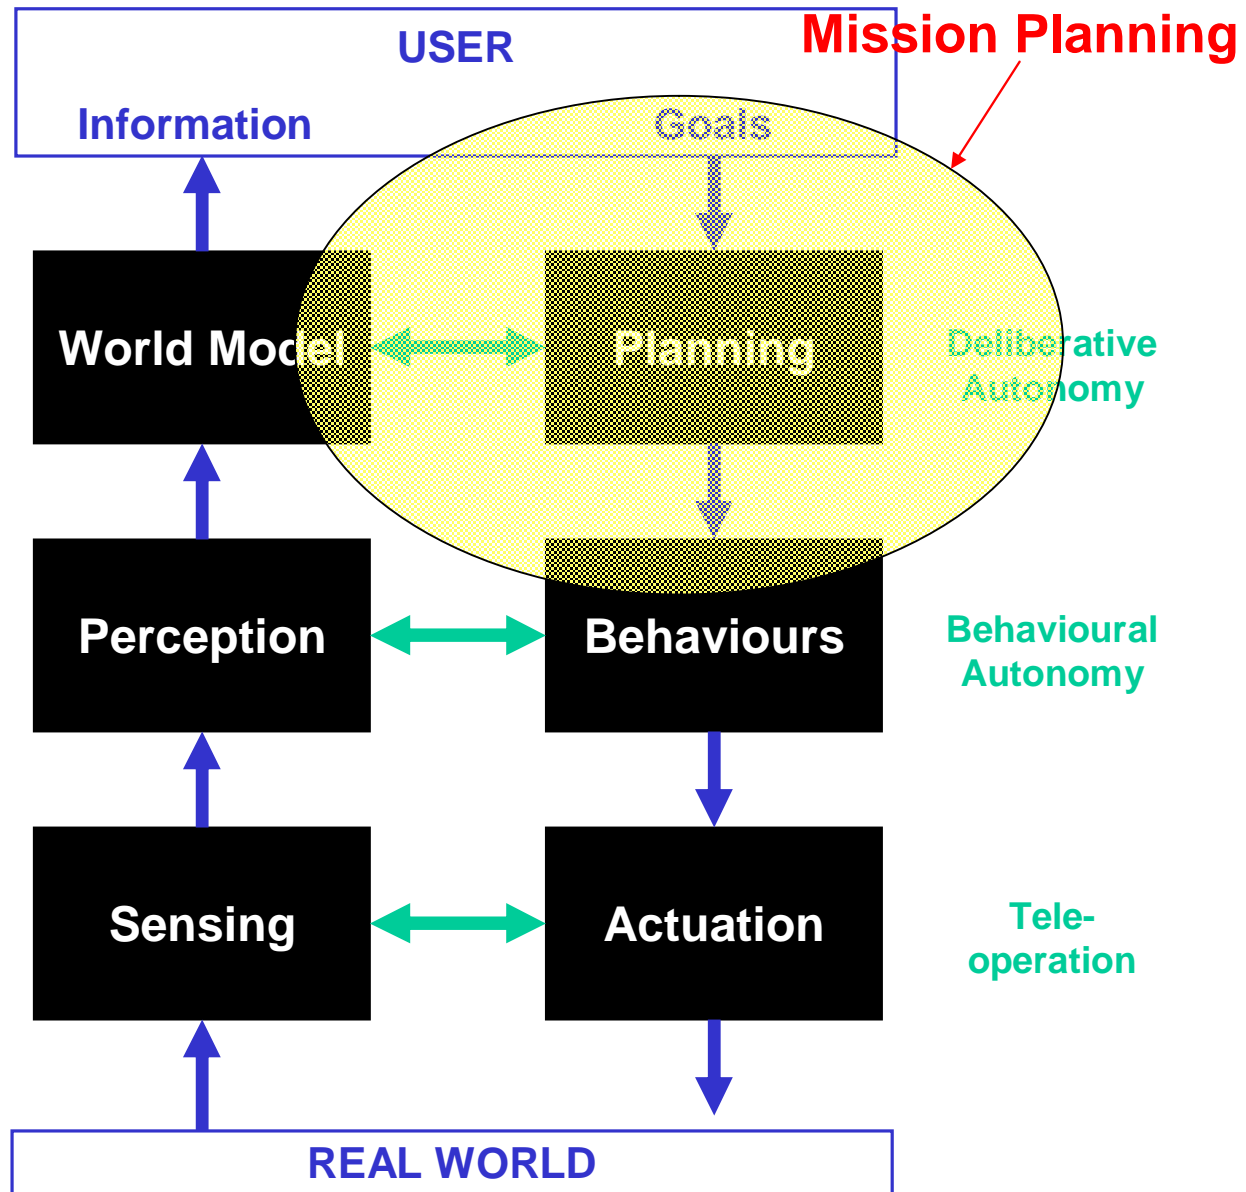 Mission Planning
USER
Information
Goals
World Model
Planning
Deliberative
Autonomy
Perception
Behaviours
Behavioural
Autonomy
Sensing
Actuation
Tele-
operation
REAL WORLD